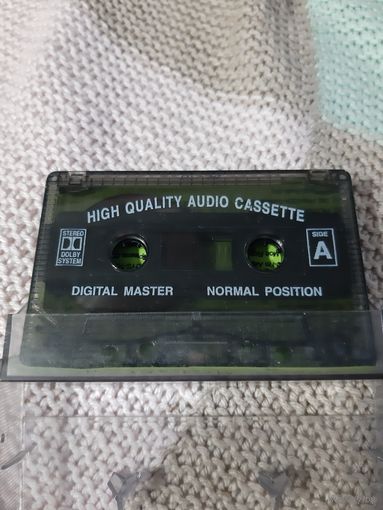 HIGH QUALITY AUDIO CASSETTE
STEREO
DOLBY
SYSTEM
SIDE
A
DIGITAL MASTER
NORMAL POSITION